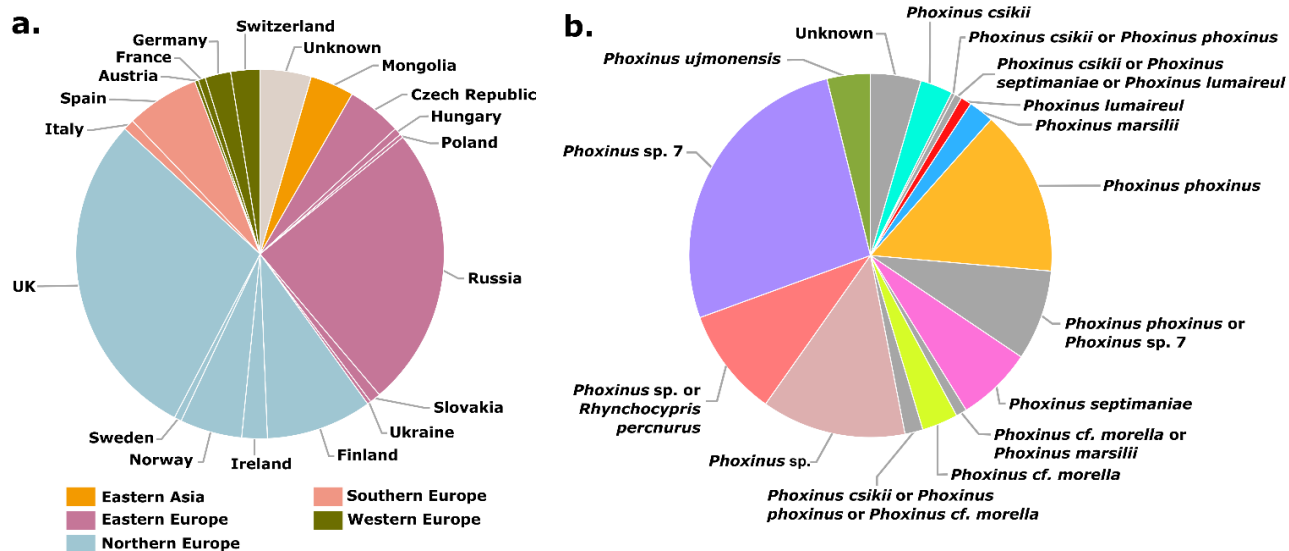 a.
Switzerland
Germany
France
Austria
Spain
Italy
UK
Sweden
Norway
Ireland
Finland
Ukraine
Slovakia
Russia
Poland
Hungary
Czech Republic
Mongolia
Unknown
Eastern Asia
Eastern Europe
Northern Europe
Southern Europe
Western Europe
b.
Phoxinus csikii
Unknown
Phoxinus csikii or Phoxinus phoxinus
Phoxinus csikii or Phoxinus
septimaniae or Phoxinus lumaireul
Phoxinus lumaireul
Phoxinus marsilii
Phoxinus phoxinus
Phoxinus phoxinus or
Phoxinus sp. 7
Phoxinus septimaniae
Phoxinus cf. morella or
Phoxinus marsilii
Phoxinus cf. morella
Phoxinus csikii or Phoxinus
phoxinus or Phoxinus cf. morella
Phoxinus sp.
Phoxinus sp. or
Rhynchocypris
percnurus
Phoxinus sp. 7
Phoxinus ujmonensis